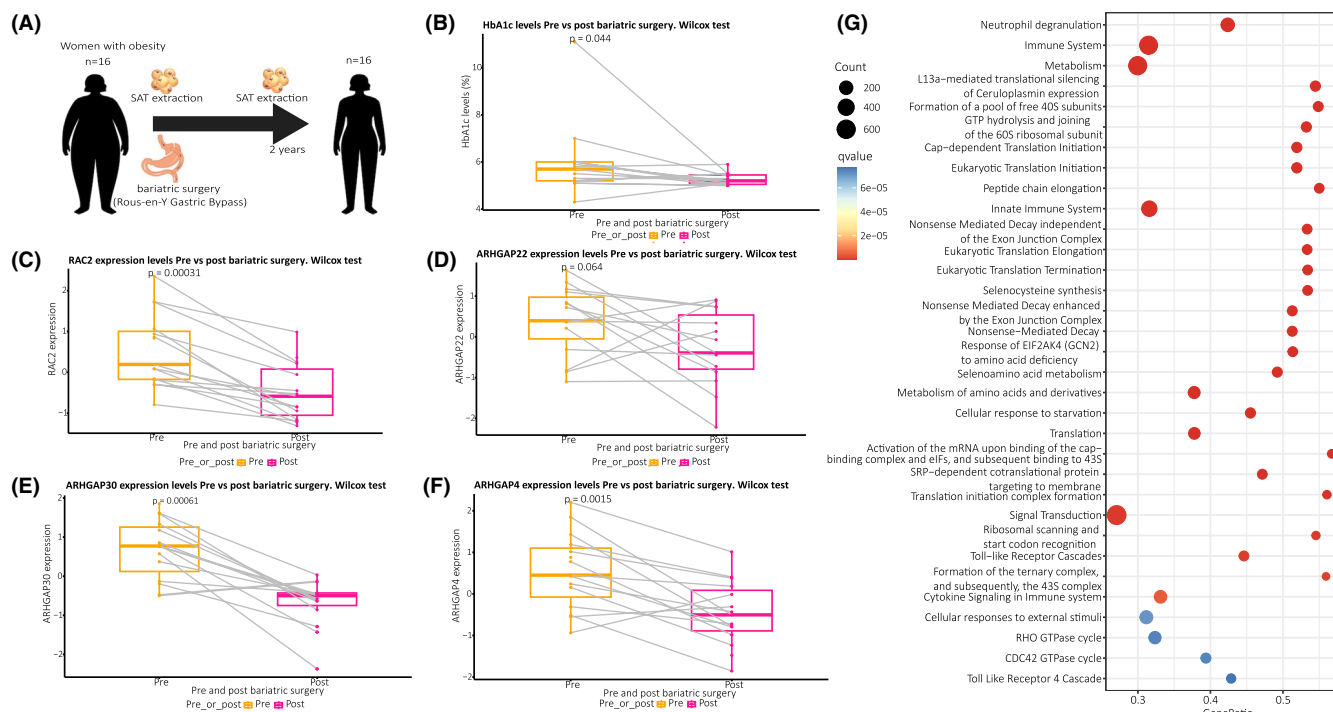 (A)
Women with obesity
n=16
n=16
SAT extraction
SAT extraction
2 years
bariatric surgery
(Rous-en-Y Gastric Bypass)
(B)
HbA1c levels Pre vs post bariatric surgery. Wilcox test
p = 0.044
HbA1c levels (%)
10
8
6
4
Pre
Post
Pre and post bariatric surgery
Pre_or_post Pre Post
(C)
RAC2 expression levels Pre vs post bariatric surgery. Wilcox test
p = 0.00031
RAC2 expression
2
1
0
−1
Pre
Post
Pre and post bariatric surgery
Pre_or_post Pre Post
(D)
ARHGAP22 expression levels Pre vs post bariatric surgery. Wilcox test
p = 0.064
ARHGAP22 expression
1
0
−1
−2
Pre
Post
Pre and post bariatric surgery
Pre_or_post Pre Post
(E)
ARHGAP30 expression levels Pre vs post bariatric surgery. Wilcox test
p = 0.00061
ARHGAP30 expression
2
1
0
−1
−2
Pre
Post
Pre and post bariatric surgery
Pre_or_post Pre Post
(F)
ARHGAP4 expression levels Pre vs post bariatric surgery. Wilcox test
p = 0.0015
ARHGAP4 expression
2
1
0
−1
−2
Pre
Post
Pre and post bariatric surgery
Pre_or_post Pre Post
(G)
Count
200
400
600
qvalue
6e−05
4e−05
2e−05
Neutrophil degranulation
Immune System
Metabolism
L13a−mediated translational silencing
of Ceruloplasmin expression
Formation of a pool of free 40S subunits
GTP hydrolysis and joining
of the 60S ribosomal subunit
Cap−dependent Translation Initiation
Eukaryotic Translation Initiation
Peptide chain elongation
Innate Immune System
Nonsense Mediated Decay independent
of the Exon Junction Complex
Eukaryotic Translation Elongation
Eukaryotic Translation Termination
Selenocysteine synthesis
Nonsense Mediated Decay enhanced
by the Exon Junction Complex
Nonsense−Mediated Decay
Response of EIF2AK4 (GCN2)
to amino acid deficiency
Selenoamino acid metabolism
Metabolism of amino acids and derivatives
Cellular response to starvation
Translation
Activation of the mRNA upon binding of the cap−
binding complex and eIFs, and subsequent binding to 43S
SRP−dependent cotranslational protein
targeting to membrane
Translation initiation complex formation
Signal Transduction
Ribosomal scanning and
start codon recognition
Toll−like Receptor Cascades
Formation of the ternary complex,
and subsequently, the 43S complex
Cytokine Signaling in Immune system
Cellular responses to external stimuli
RHO GTPase cycle
CDC42 GTPase cycle
Toll Like Receptor 4 Cascade
0.3
0.4
0.5
GeneRatio